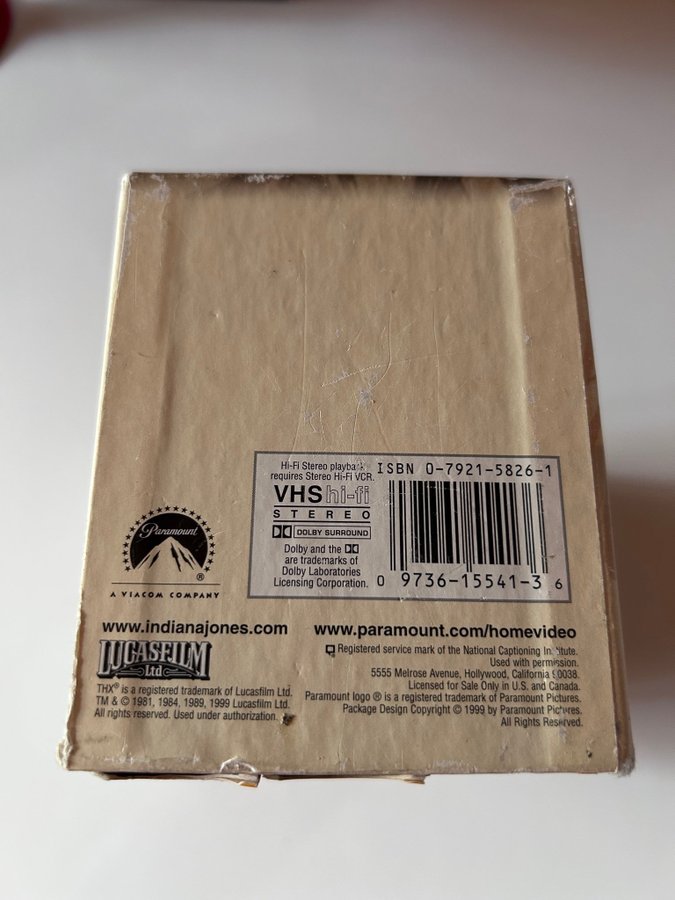 Hi-Fi Stereo playback
requires Stereo Hi-Fi VCR.
VHS hi-fi
STEREO
DOLBY SURROUND
Dolby and the
are trademarks of
Dolby Laboratories
Licensing Corporation.
ISBN 0-7921-5826-1
0 9736-15541-3 6
Paramount
®
A VIACOM COMPANY
www.indianajones.com
www.paramount.com/homevideo
LUCASFILM
Ltd
THX® is a registered trademark of Lucasfilm Ltd.
TM & © 1981, 1984, 1989, 1999 Lucasfilm Ltd.
All rights reserved. Used under authorization.
Registered service mark of the National Captioning Institute.
Used with permission.
5555 Melrose Avenue, Hollywood, California 90038.
Licensed for Sale Only in U.S. and Canada.
Paramount logo ® is a registered trademark of Paramount Pictures.
Package Design Copyright © 1999 by Paramount Pictures.
All Rights Reserved.